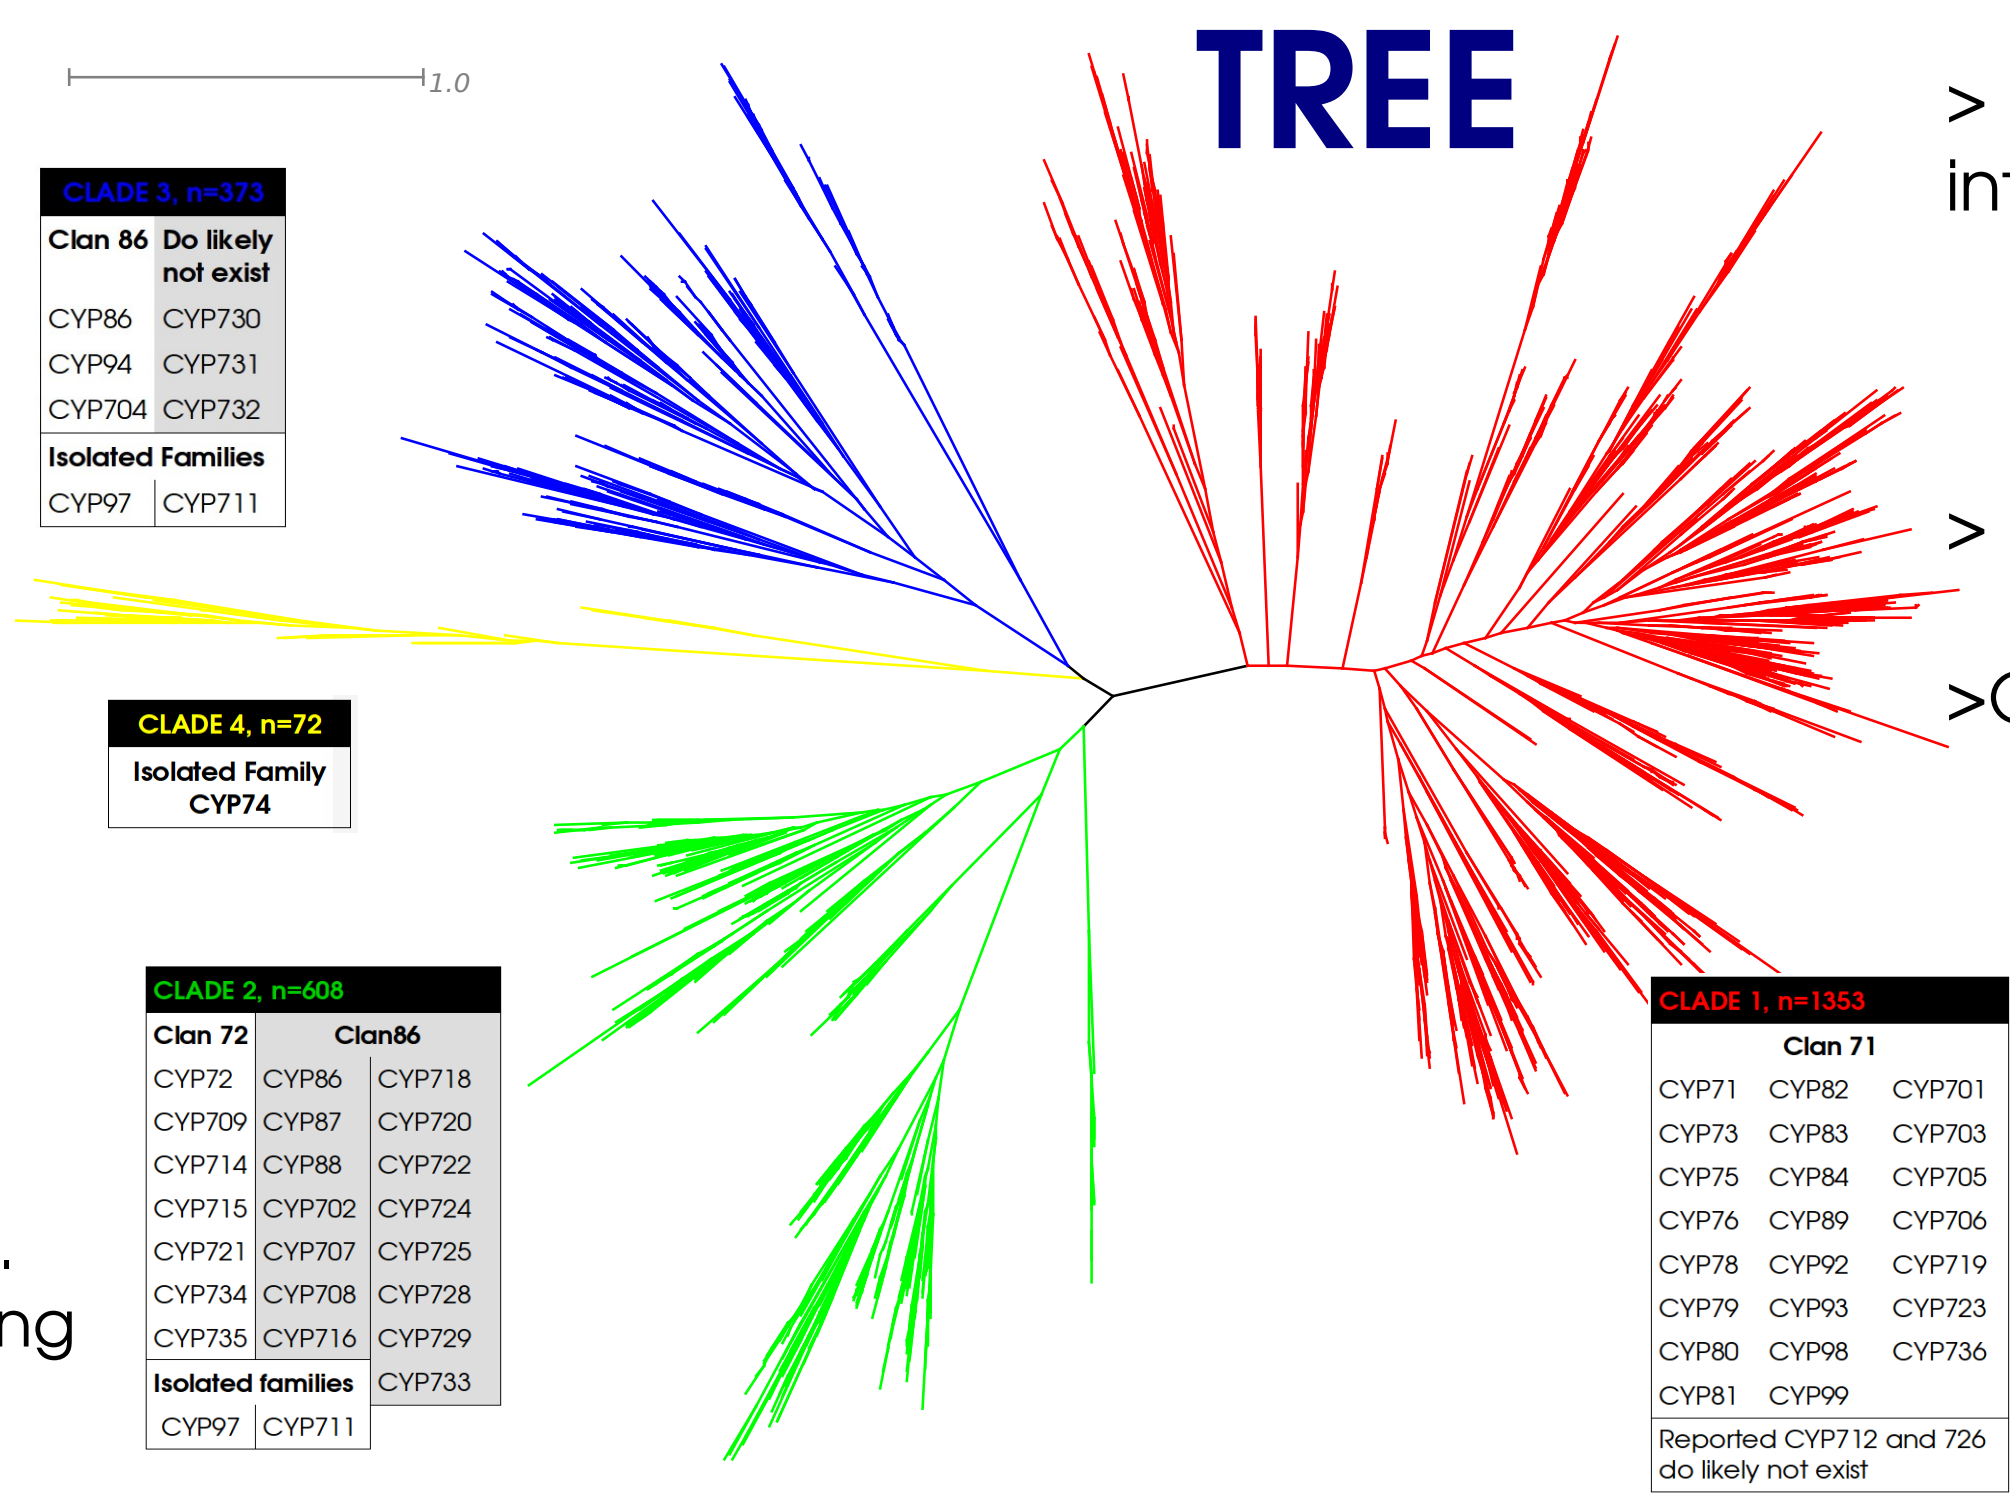 TREE
1.0
>
>
CLADE 3, n=373
Clan 86 Do likely
not exist
CYP86 CYP730
CYP94 CYP731
CYP704 CYP732
Isolated Families
CYP97 CYP711
CLADE 4, n=72
Isolated Family
CYP74
CLADE 2, n=608
Clan 72 Clan86
CYP72 CYP86 CYP718
CYP709 CYP87 CYP720
CYP714 CYP88 CYP722
CYP715 CYP702 CYP724
CYP721 CYP707 CYP725
CYP734 CYP708 CYP728
CYP735 CYP716 CYP729
Isolated families CYP733
CYP97 CYP711
ng
CLADE 1, n=1353
Clan 71
CYP71 CYP82 CYP701
CYP73 CYP83 CYP703
CYP75 CYP84 CYP705
CYP76 CYP89 CYP706
CYP78 CYP92 CYP719
CYP79 CYP93 CYP723
CYP80 CYP98 CYP736
CYP81 CYP99
Reported CYP712 and 726
do likely not exist